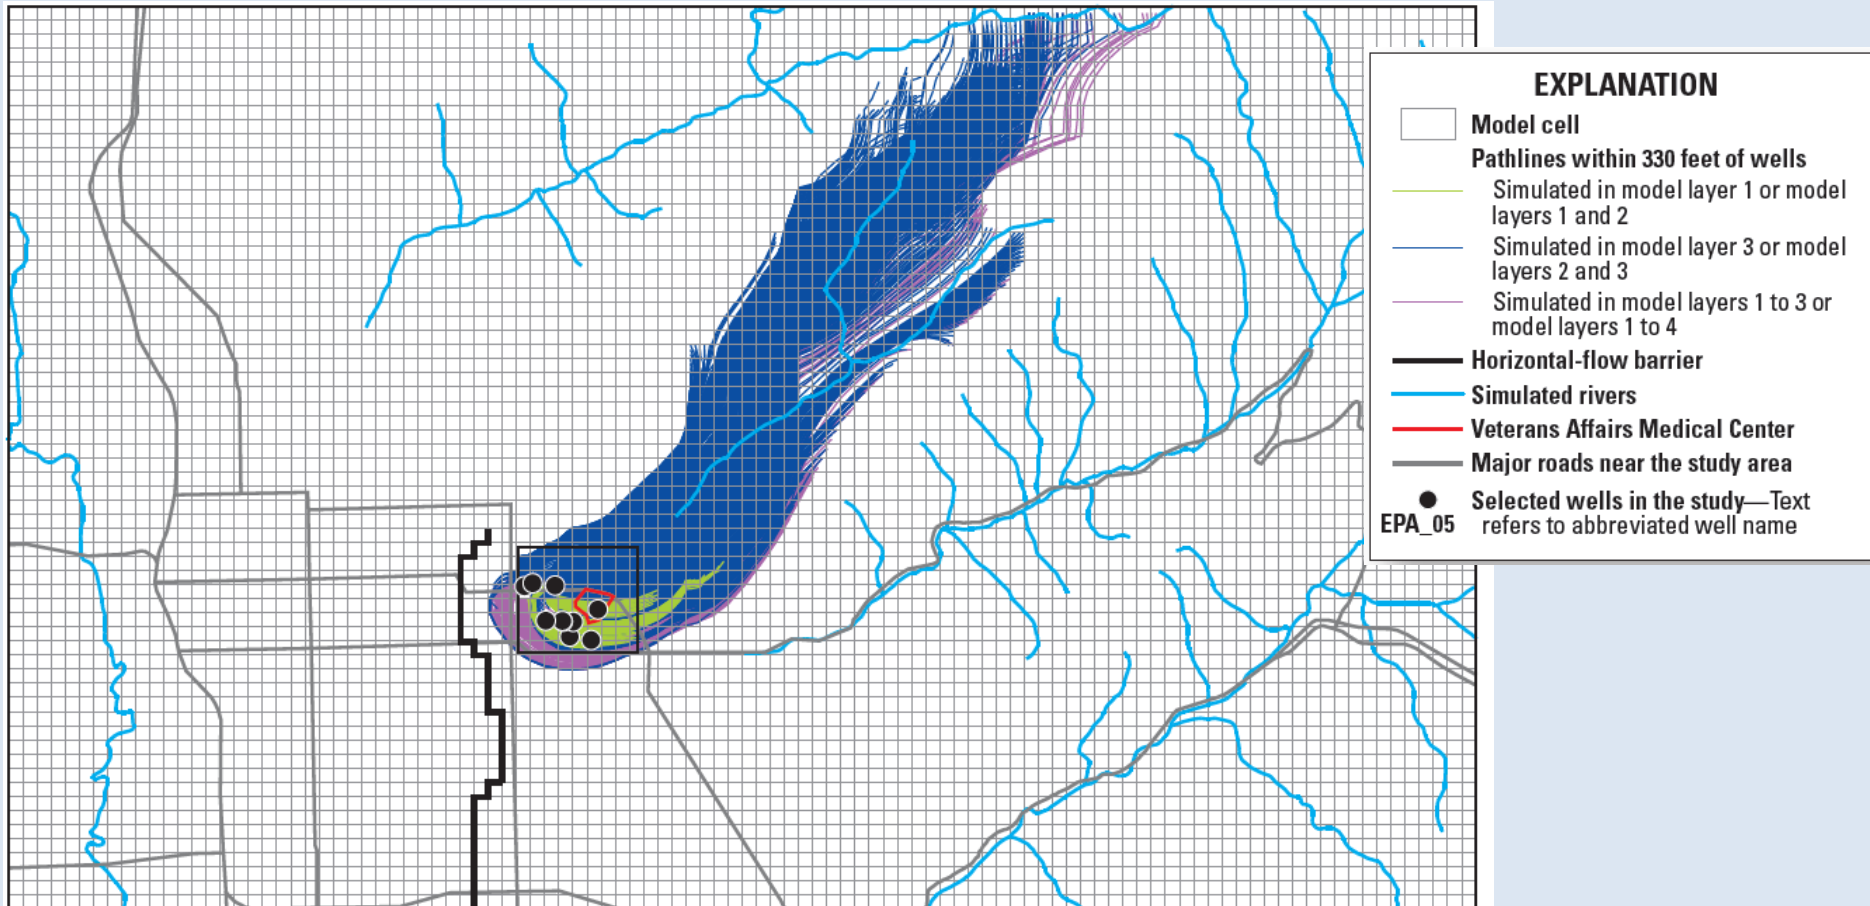 EXPLANATION
Model cell
Pathlines within 330 feet of wells
Simulated in model layer 1 or model
layers 1 and 2
Simulated in model layer 3 or model
layers 2 and 3
Simulated in model layers 1 to 3 or
model layers 1 to 4
Horizontal-flow barrier
Simulated rivers
Veterans Affairs Medical Center
Major roads near the study area
Selected wells in the study—Text
EPA_05 refers to abbreviated well name